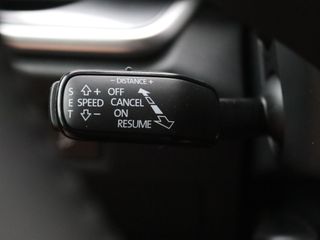 - DISTANCE +
S + OFF
E SPEED CANCEL
T - ON
RESUME